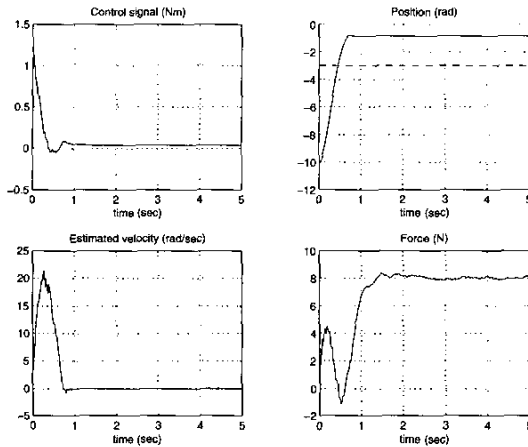 Control signal (Nm)
1.5
1
0.5
0
-0.5
0 1 2 3 4 5
time (sec)
Position (rad)
0
-2
-4
-6
-8
-10
-12
0 1 2 3 4 5
time (sec)
Estimated velocity (rad/sec)
25
20
15
10
5
0
-5
0 1 2 3 4 5
time (sec)
Force (N)
10
8
6
4
2
0
-2
0 1 2 3 4 5
time (sec)